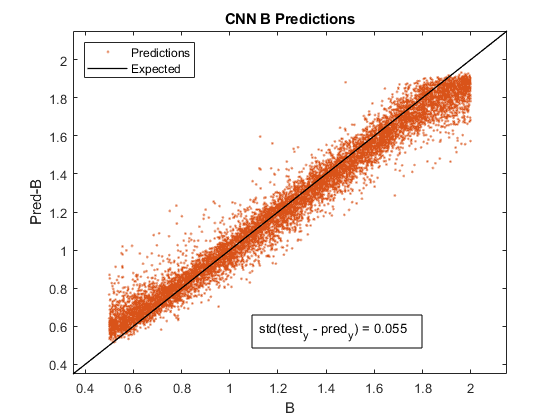 CNN B Predictions
Predictions
Expected
2
1.8
1.6
1.4
1.2
1
0.8
0.6
0.4
Pred-B
std(test_y - pred_y) = 0.055
0.4 0.6 0.8 1 1.2 1.4 1.6 1.8 2
B